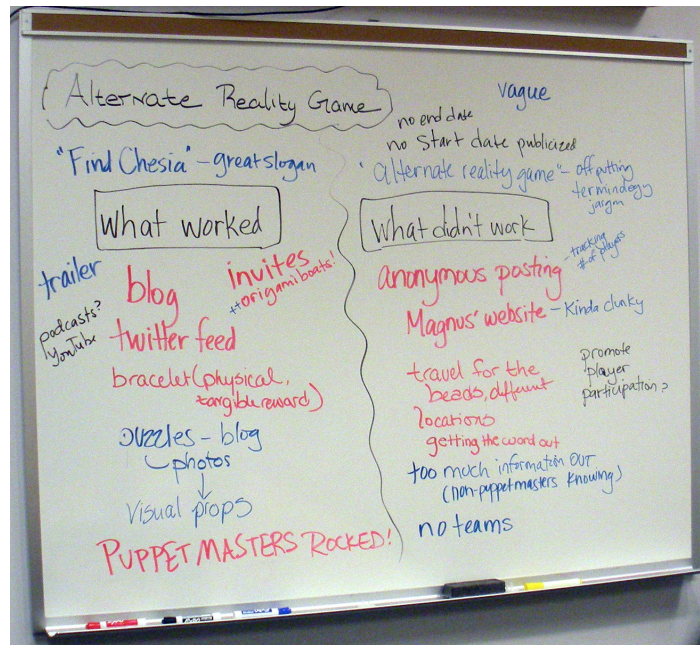 Alternate Reality Game
"Find Chesia" - great slogan
What worked
trailer
blog
invites
++ origami boats!
podcasts?
YouTube
twitter feed
bracelet (physical,
tangible reward)
puzzles - blog
photos
visual props
PUPPET MASTERS ROCKED!
vague
no end date
no start date publicized
"alternate reality game" - off putting
terminology
jargon
What didn't work
anonymous posting
- tracking
# of players
Magnus' website - Kinda clunky
travel for the
beads, different
locations
promote
player
participation?
getting the word out
too much information OUT
(non-puppetmasters knowing)
no teams